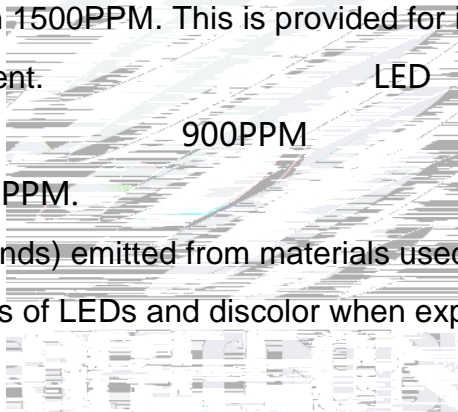 1500PPM. This is provided for i
ent. LED
900PPM
PPM.
nds) emitted from materials used
s of LEDs and discolor when exp